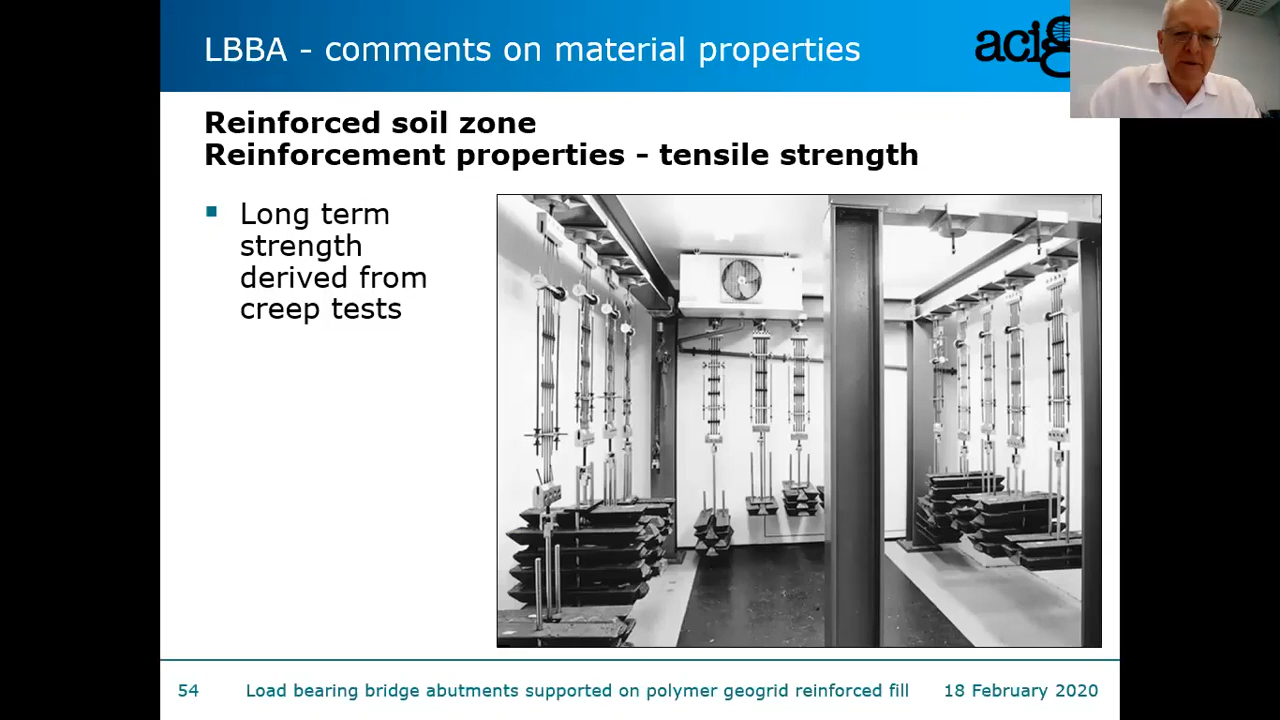 LBBA - comments on material properties
acig
Reinforced soil zone
Reinforcement properties - tensile strength
Long term
strength
derived from
creep tests
54 Load bearing bridge abutments supported on polymer geogrid reinforced fill 18 February 2020